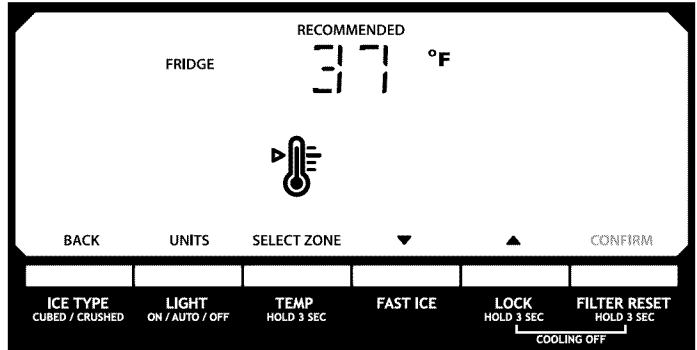 RECOMMENDED
FRIDGE 37 °F
BACK UNITS SELECT ZONE ▼ ▲ CONFIRM
ICE TYPE LIGHT TEMP FAST ICE LOCK FILTER RESET
CUBED / CRUSHED ON / AUTO / OFF HOLD 3 SEC HOLD 3 SEC HOLD 3 SEC
COOLING OFF